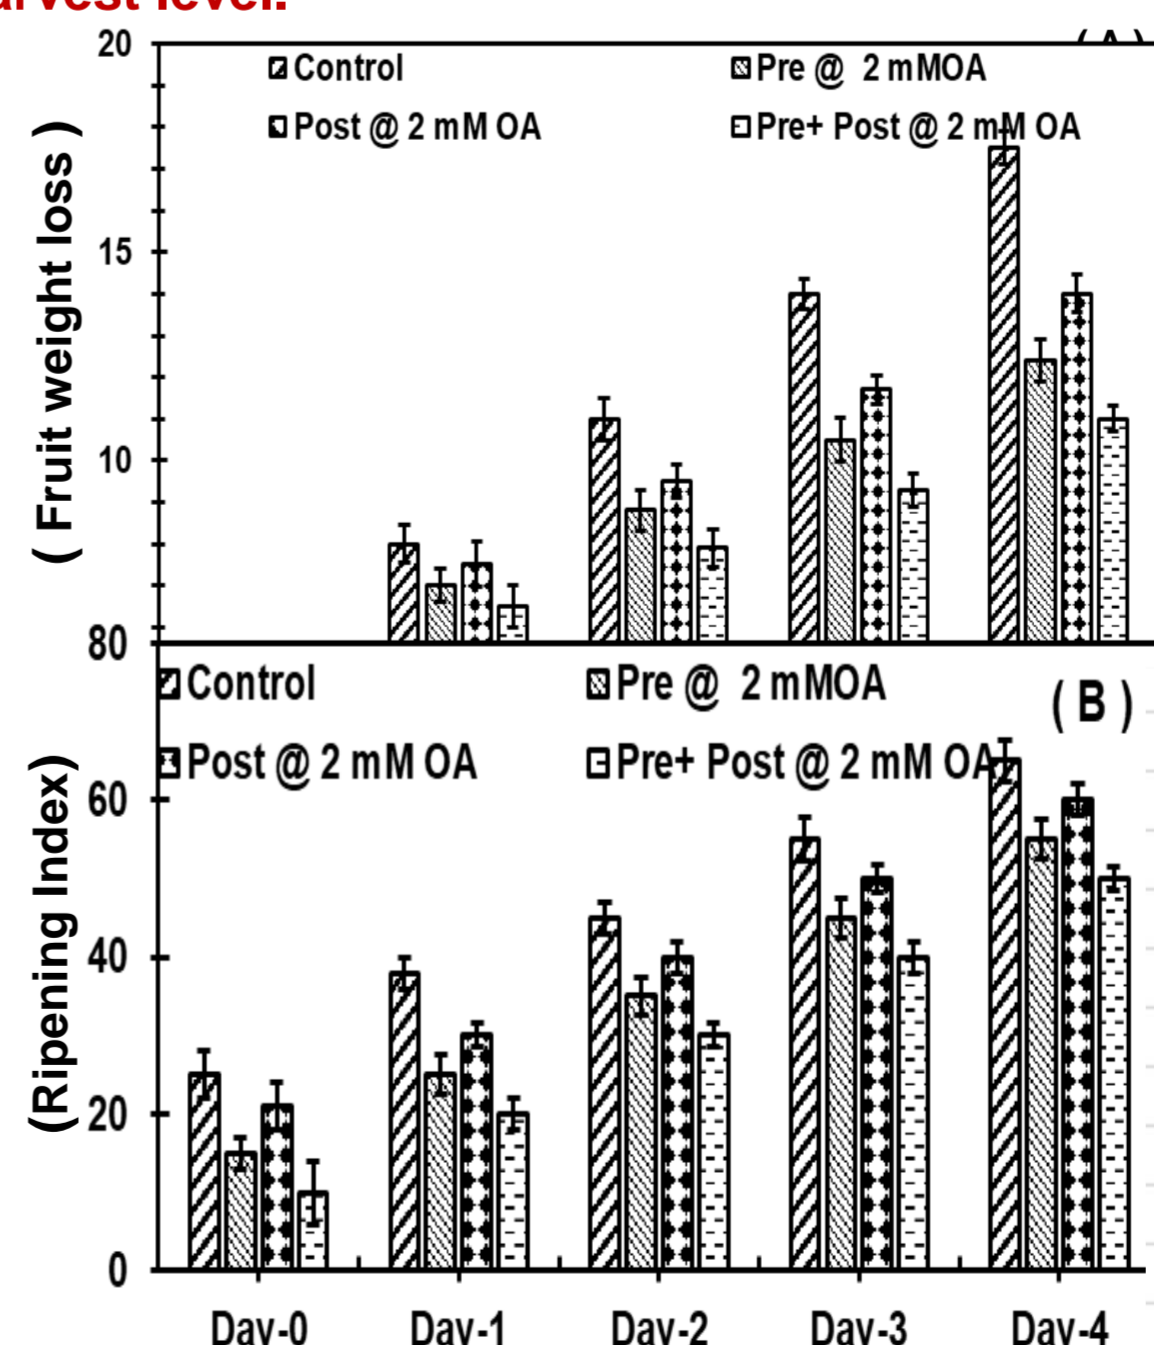 level.
( A )
20
Control
Pre @ 2 mMOA
Post @ 2 mM OA
Pre+ Post @ 2 mM OA
15
10
( Fruit weight loss )
80
Control
Pre @ 2 mMOA
( B )
Post @ 2 mM OA
Pre+ Post @ 2 mM OA
60
40
20
0
(Ripening Index)
Day-0 Day-1 Day-2 Day-3 Day-4